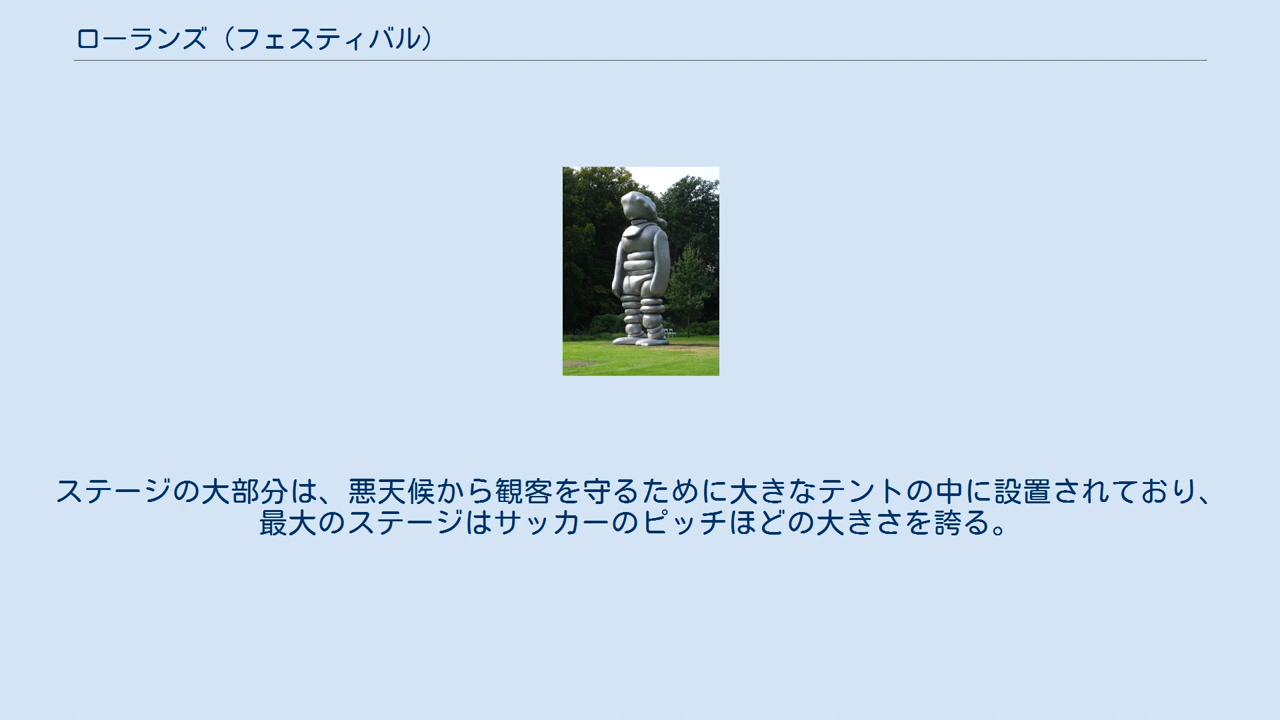 ローランズ（フェスティバル）
ステージの大部分は、悪天候から観客を守るために大きなテントの中に設置されており、
最大のステージはサッカーのピッチほどの大きさを誇る。